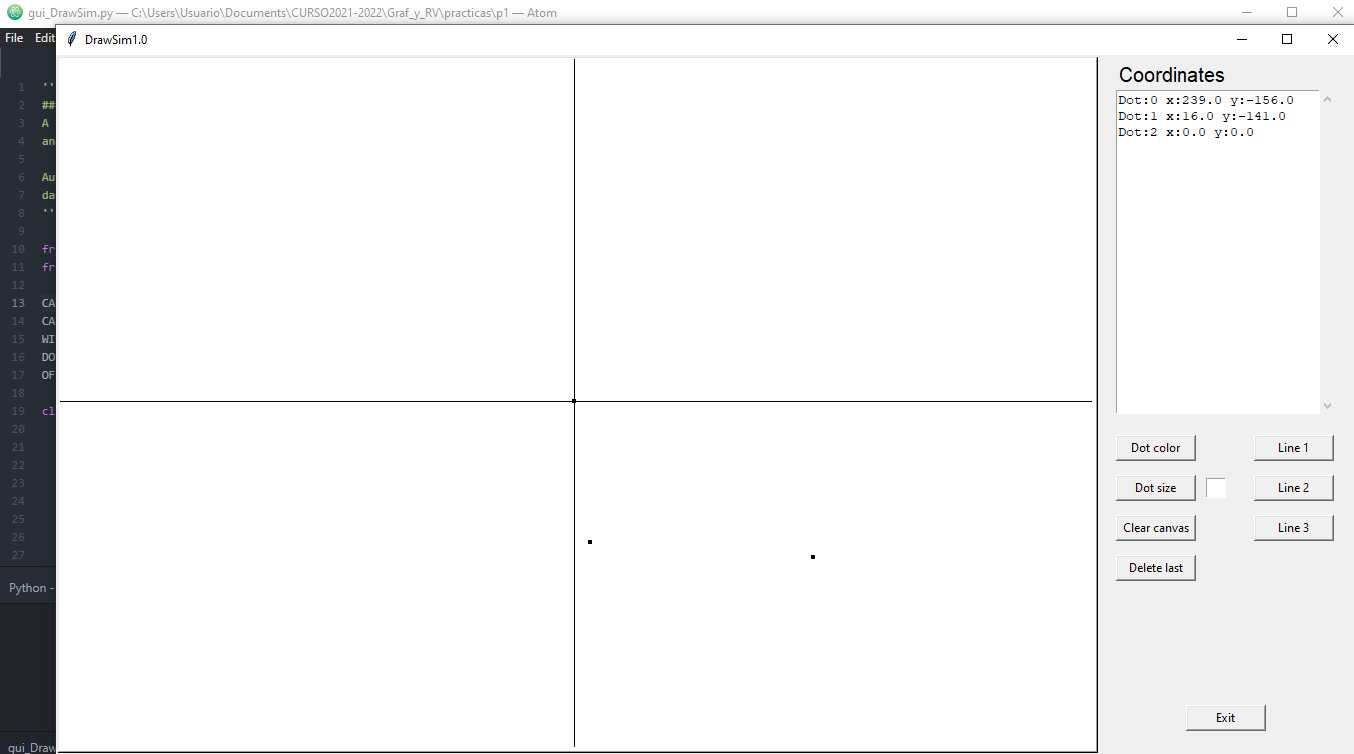 gui_DrawSim.py — C:\Users\Usuario\Documents\CURSO2021-2022\Graf_y_RV\practicas\p1 — Atom
File Edit
DrawSim1.0
1 ''
2 ##
3 A
4 an
5
6 Au
7 da
8 ''
9
10 fr
11 fr
12
13 CA
14 CA
15 WI
16 DO
17 OF
18
19 cl
20
21
22
23
24
25
26
27
Python -
gui_Draw
Coordinates
Dot:0 x:239.0 y:-156.0
Dot:1 x:16.0 y:-141.0
Dot:2 x:0.0 y:0.0
Dot color Line 1
Dot size Line 2
Clear canvas Line 3
Delete last
Exit